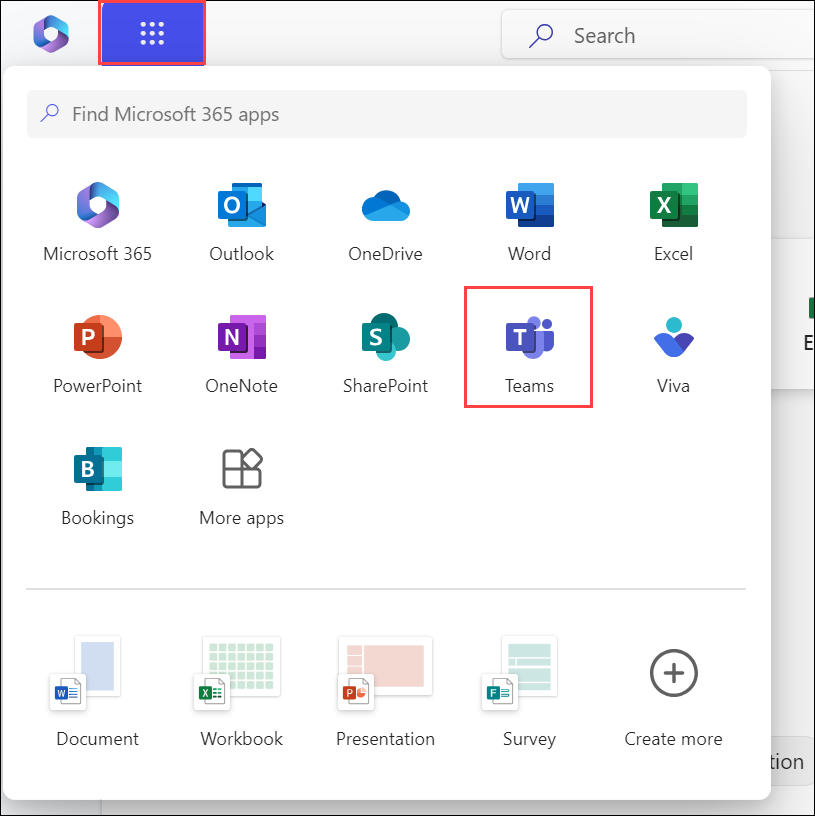 Search
Find Microsoft 365 apps
Microsoft 365
Outlook
OneDrive
Word
Excel
PowerPoint
OneNote
SharePoint
Teams
Viva
Bookings
More apps
Document
Workbook
Presentation
Survey
Create more
tion